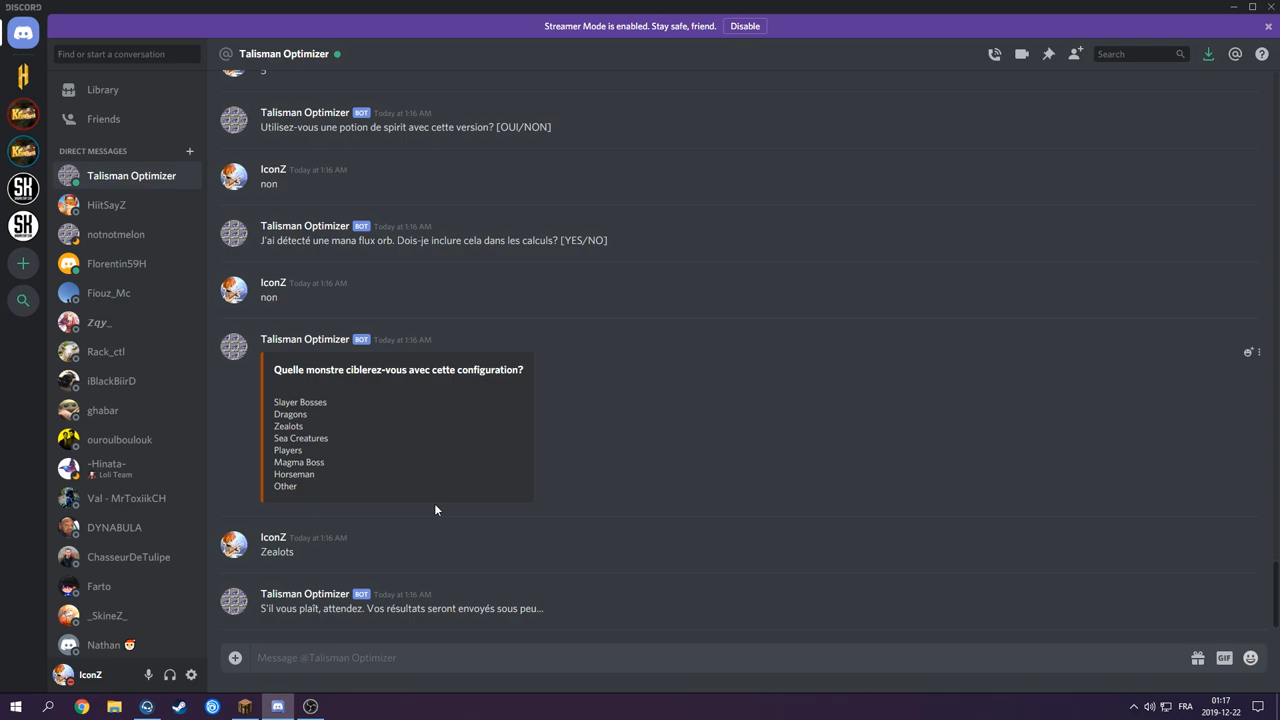 DISCORD
Streamer Mode is enabled. Stay safe, friend. Disable
Find or start a conversation
Library
Friends
DIRECT MESSAGES
Talisman Optimizer
HiitSayZ
notnotmelon
Florentin59H
Fiouz_Mc
Zqy_
Rack_ctl
iBlackBiirD
ghabar
ouroulboulouk
-Hinata-
Loli Team
Val - MrToxiikCH
DYNABULA
ChasseurDeTulipe
Farto
_SkineZ_
Nathan
IconZ
Talisman Optimizer
Search
5
Talisman Optimizer BOT Today at 1:16 AM
Utilisez-vous une potion de spirit avec cette version? [OUI/NON]
IconZ Today at 1:16 AM
non
Talisman Optimizer BOT Today at 1:16 AM
J'ai détecté une mana flux orb. Dois-je inclure cela dans les calculs? [YES/NO]
IconZ Today at 1:16 AM
non
Talisman Optimizer BOT Today at 1:16 AM
Quelle monstre ciblerez-vous avec cette configuration?
Slayer Bosses
Dragons
Zealots
Sea Creatures
Players
Magma Boss
Horseman
Other
IconZ Today at 1:16 AM
Zealots
Talisman Optimizer BOT Today at 1:16 AM
S'il vous plaît, attendez. Vos résultats seront envoyés sous peu...
Message @Talisman Optimizer
GIF
FRA
01:17
2019-12-22